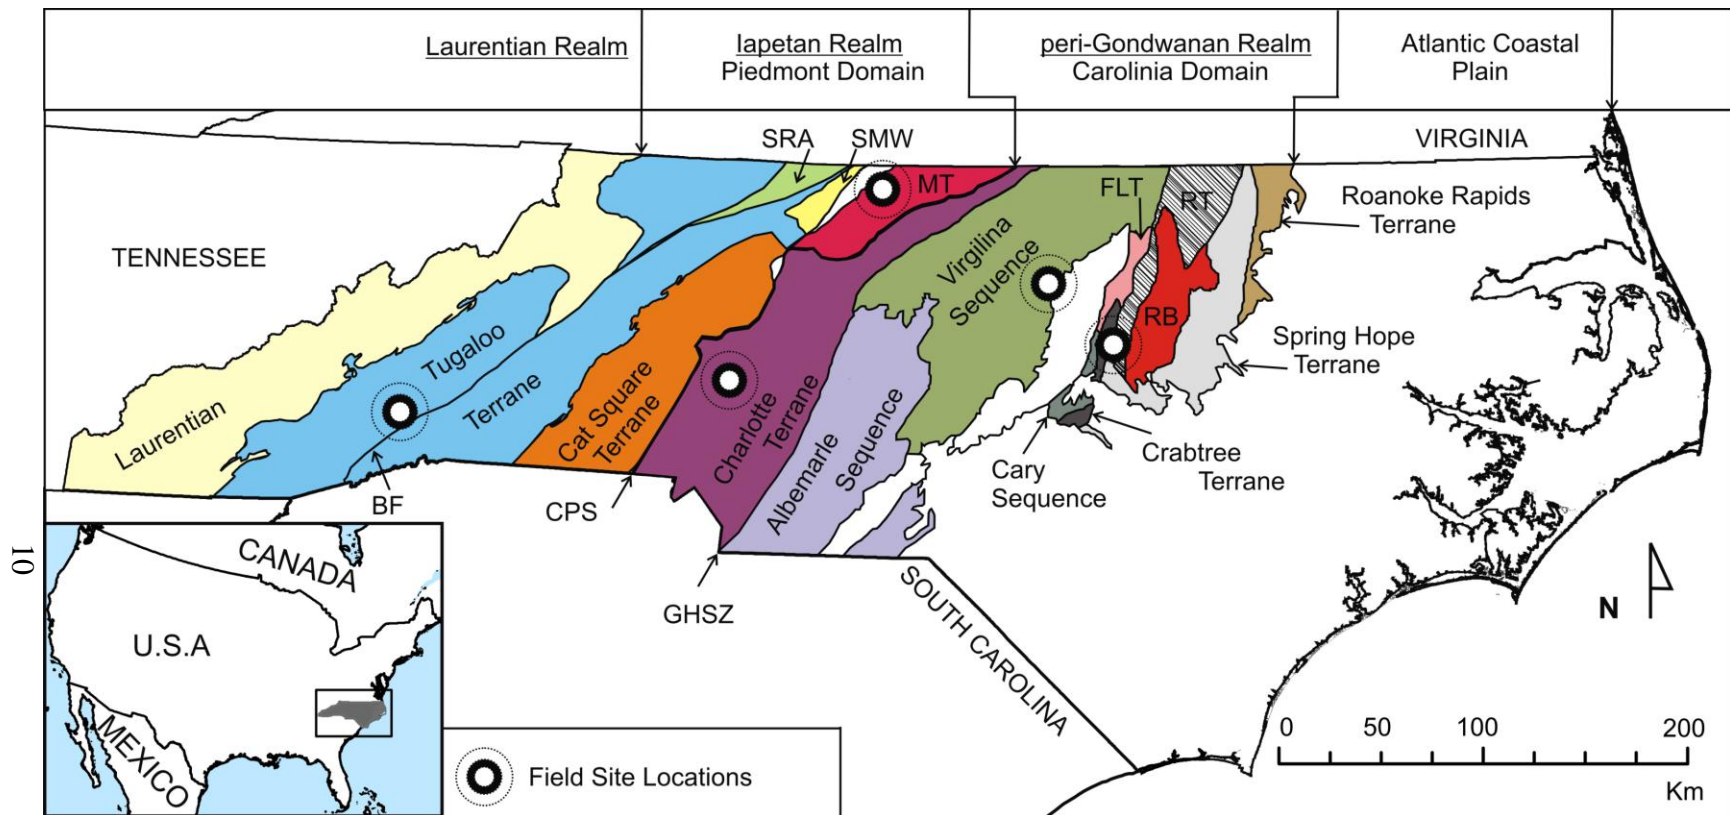 Laurentian Realm
Iapetan Realm
Piedmont Domain
peri-Gondwanan Realm
Carolinia Domain
Atlantic Coastal
Plain
SRA
SMW
MT
FLT
RT
VIRGINIA
Roanoke Rapids
Terrane
TENNESSEE
Virgilina
Sequence
RB
Spring Hope
Terrane
Tugaloo
Terrane
Laurentian
Cat Square
Terrane
Charlotte
Terrane
Albemarle
Sequence
Cary
Sequence
Crabtree
Terrane
BF
CPS
GHSZ
SOUTH CAROLINA
10
CANADA
U.S.A
MEXICO
Field Site Locations
N
0 50 100 200
Km